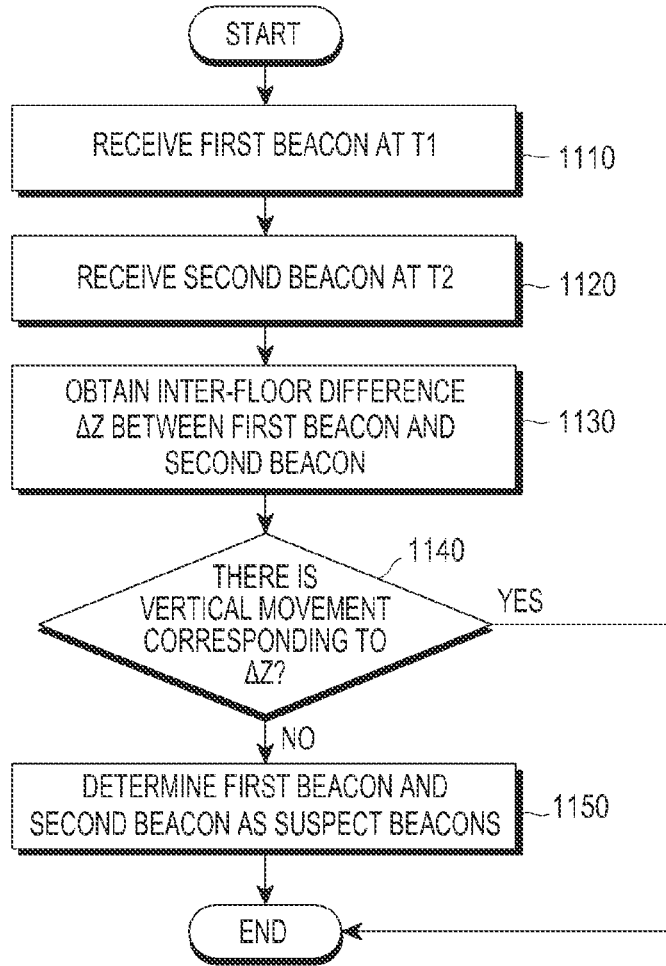 START
RECEIVE FIRST BEACON AT T1
1110
RECEIVE SECOND BEACON AT T2
1120
OBTAIN INTER-FLOOR DIFFERENCE
ΔZ BETWEEN FIRST BEACON AND
SECOND BEACON
1130
1140
THERE IS
VERTICAL MOVEMENT
CORRESPONDING TO
ΔZ?
YES
NO
DETERMINE FIRST BEACON AND
SECOND BEACON AS SUSPECT BEACONS
1150
END